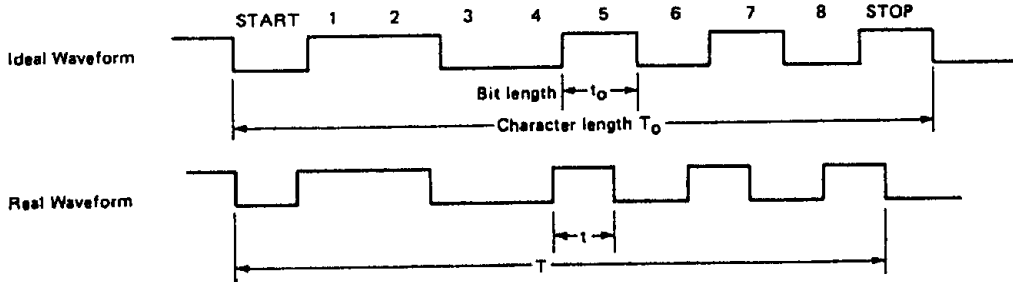 START 1 2 3 4 5 6 7 8 STOP
Ideal Waveform
Bit length t₀
Character length T₀
Real Waveform
t
T